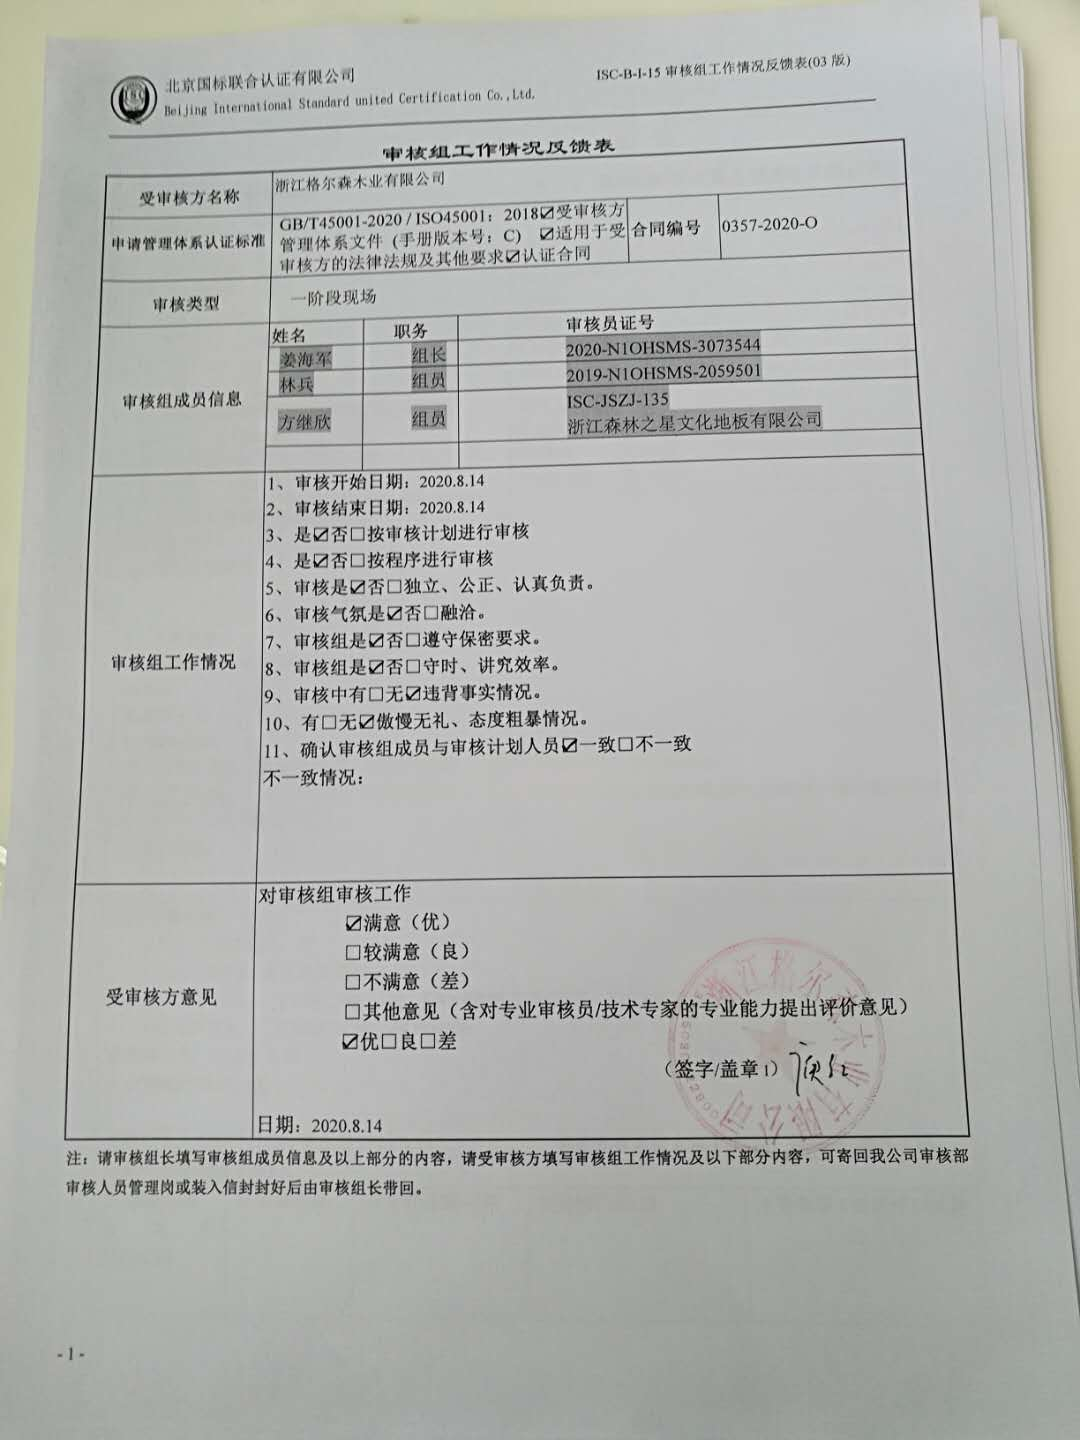 北京国标联合认证有限公司
Beijing International Standard united Certification Co.,Ltd.
ISC-B-I-15 审核组工作情况反馈表(03 版)
审核组工作情况反馈表
受审核方名称
浙江格尔森木业有限公司
申请管理体系认证标准
GB/T45001-2020 / ISO45001：2018☑受审核方
管理体系文件 (手册版本号；C) ☑适用于受
审核方的法律法规及其他要求☑认证合同
合同编号
0357-2020-O
审核类型
一阶段现场
审核组成员信息
姓名 职务 审核员证号
姜海军 组长 2020-N1OHSMS-3073544
林兵 组员 2019-N1OHSMS-2059501
方继欣 组员 ISC-JSZJ-135
浙江森林之星文化地板有限公司
审核组工作情况
1、审核开始日期：2020.8.14
2、审核结束日期：2020.8.14
3、是☑否□按审核计划进行审核
4、是☑否□按程序进行审核
5、审核是☑否□独立、公正、认真负责。
6、审核气氛是☑否□融洽。
7、审核组是☑否□遵守保密要求。
8、审核组是☑否□守时、讲究效率。
9、审核中有□无☑违背事实情况。
10、有□无☑傲慢无礼、态度粗暴情况。
11、确认审核组成员与审核计划人员☑一致□不一致
不一致情况：
受审核方意见
对审核组审核工作
☑满意（优）
□较满意（良）
□不满意（差）
□其他意见（含对专业审核员/技术专家的专业能力提出评价意见）
☑优□良□差
（签字/盖章 1）
日期：2020.8.14
注：请审核组长填写审核组成员信息及以上部分的内容，请受审核方填写审核组工作情况及以下部分内容，可寄回我公司审核部
审核人员管理岗或装入信封封好后由审核组长带回。
- 1 -